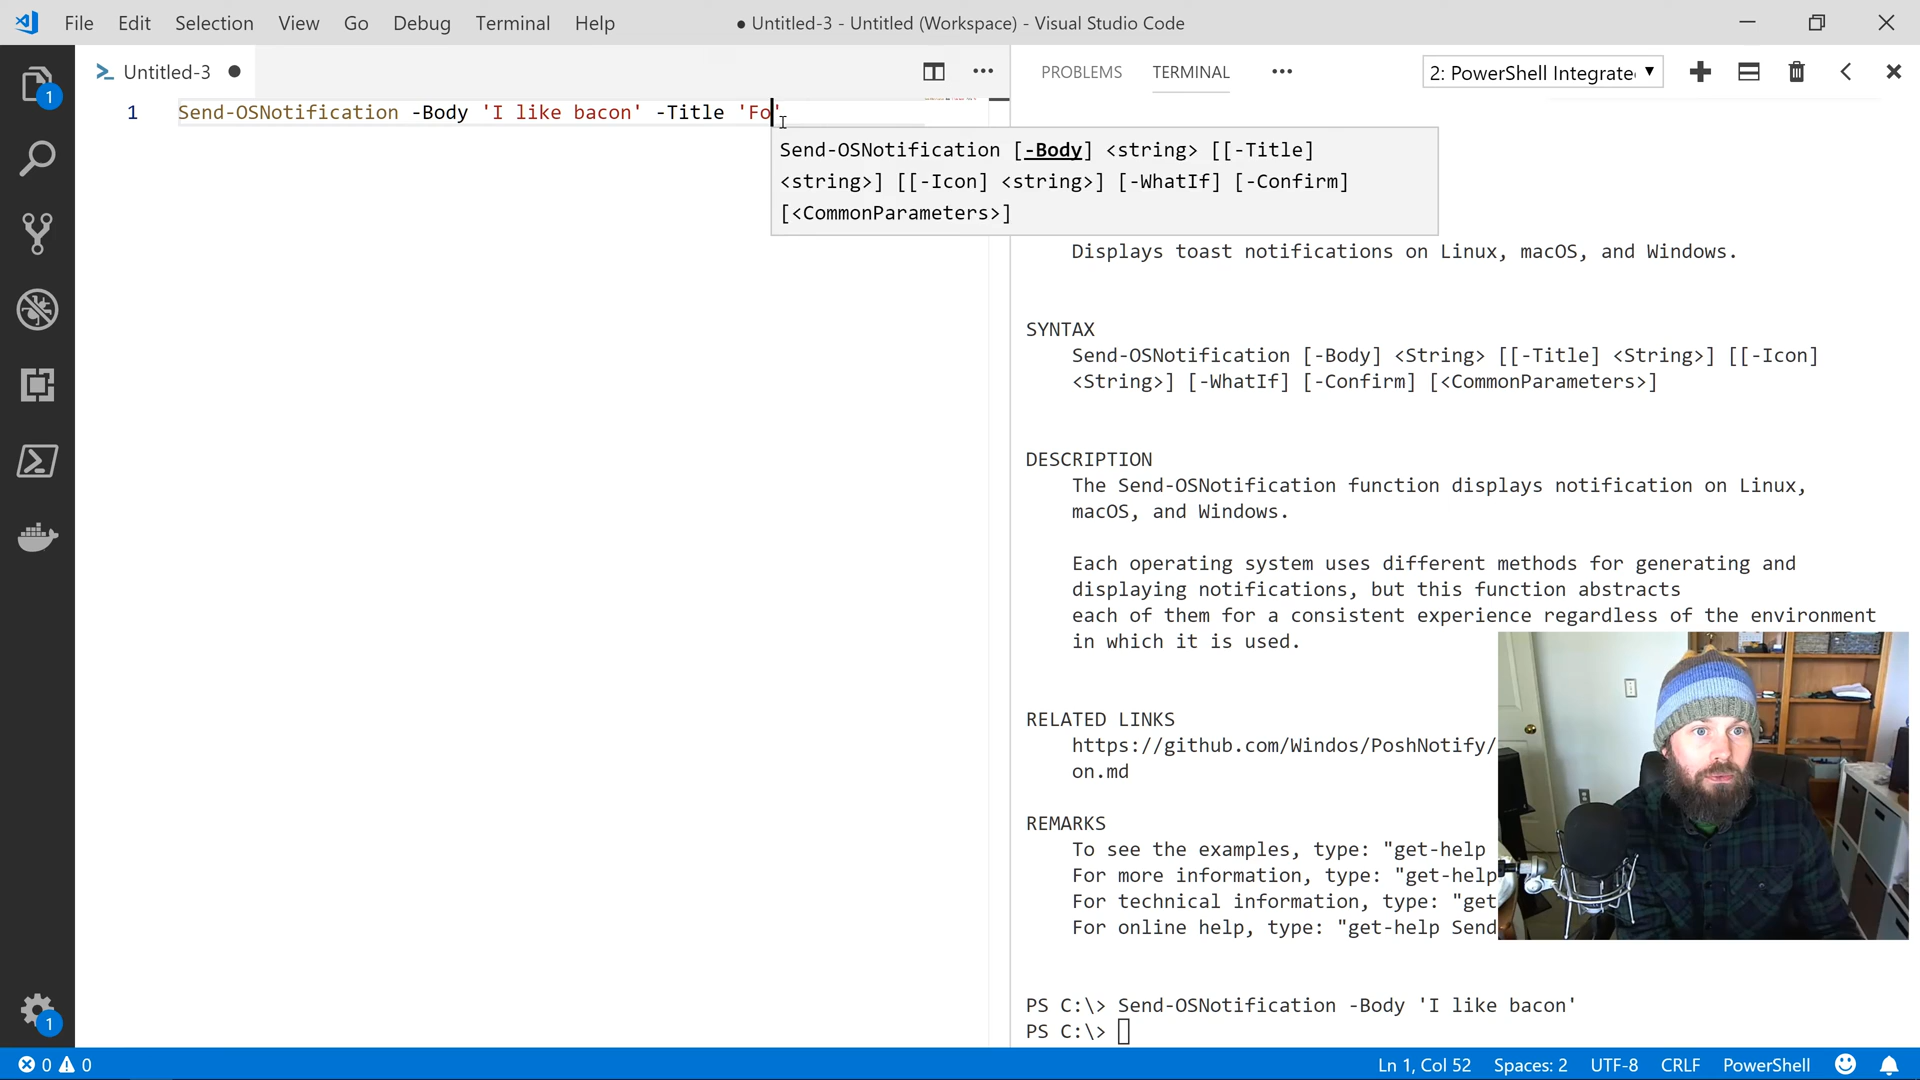 File Edit Selection View Go Debug Terminal Help
● Untitled-3 - Untitled (Workspace) - Visual Studio Code
Untitled-3 ●
PROBLEMS TERMINAL
2: PowerShell Integrate
1
1 Send-OSNotification -Body 'I like bacon' -Title 'Fo'
Send-OSNotification [-Body] <string> [[-Title]
<string>] [[-Icon] <string>] [-WhatIf] [-Confirm]
[<CommonParameters>]
Displays toast notifications on Linux, macOS, and Windows.
SYNTAX
Send-OSNotification [-Body] <String> [[-Title] <String>] [[-Icon]
<String>] [-WhatIf] [-Confirm] [<CommonParameters>]
DESCRIPTION
The Send-OSNotification function displays notification on Linux,
macOS, and Windows.
Each operating system uses different methods for generating and
displaying notifications, but this function abstracts
each of them for a consistent experience regardless of the environment
in which it is used.
RELATED LINKS
https://github.com/Windos/PoshNotify/
on.md
REMARKS
To see the examples, type: "get-help
For more information, type: "get-help
For technical information, type: "get
For online help, type: "get-help Send
PS C:\> Send-OSNotification -Body 'I like bacon'
PS C:\>
1
0 0
Ln 1, Col 52 Spaces: 2 UTF-8 CRLF PowerShell